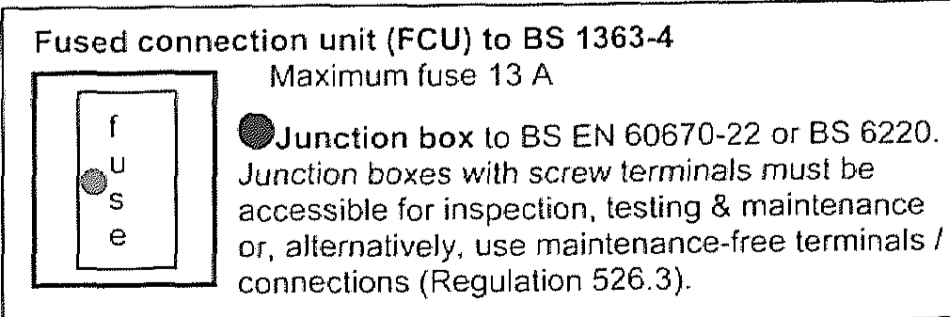 Fused connection unit (FCU) to BS 1363-4
Maximum fuse 13 A
f
u
s
e
Junction box to BS EN 60670-22 or BS 6220.
Junction boxes with screw terminals must be
accessible for inspection, testing & maintenance
or, alternatively, use maintenance-free terminals /
connections (Regulation 526.3).